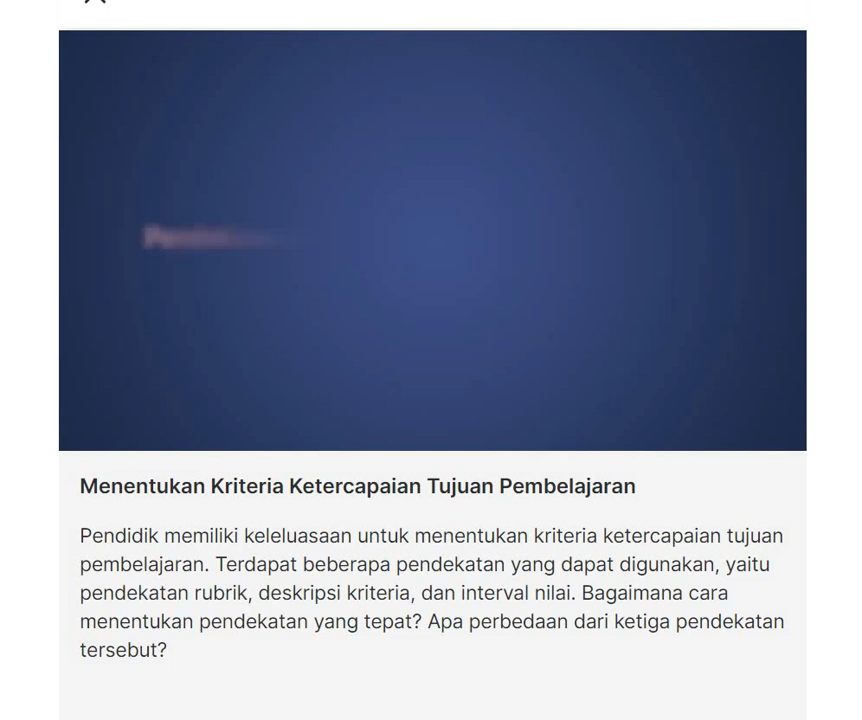 Menentukan Kriteria Ketercapaian Tujuan Pembelajaran
Pendidik memiliki keleluasaan untuk menentukan kriteria ketercapaian tujuan
pembelajaran. Terdapat beberapa pendekatan yang dapat digunakan, yaitu
pendekatan rubrik, deskripsi kriteria, dan interval nilai. Bagaimana cara
menentukan pendekatan yang tepat? Apa perbedaan dari ketiga pendekatan
tersebut?